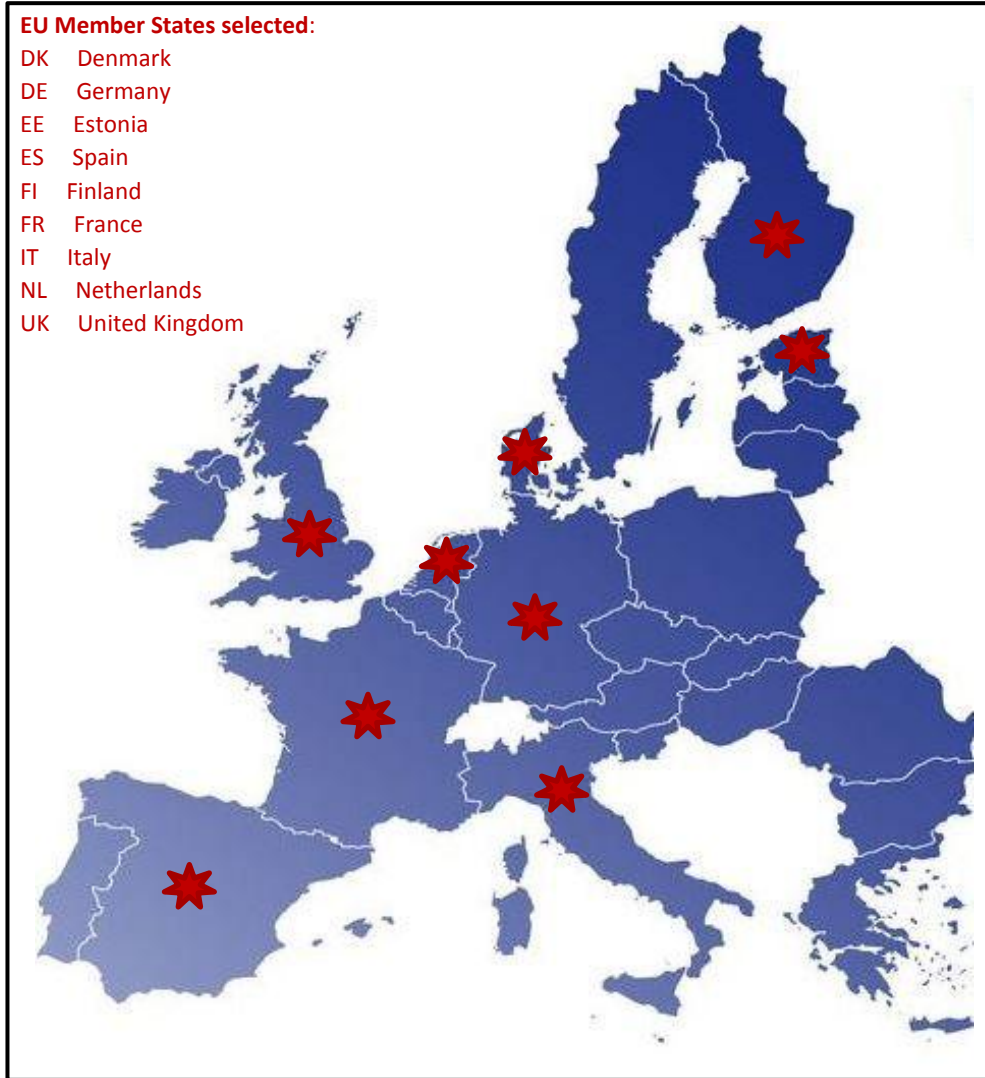 EU Member States selected:
DK Denmark
DE Germany
EE Estonia
ES Spain
FI Finland
FR France
IT Italy
NL Netherlands
UK United Kingdom